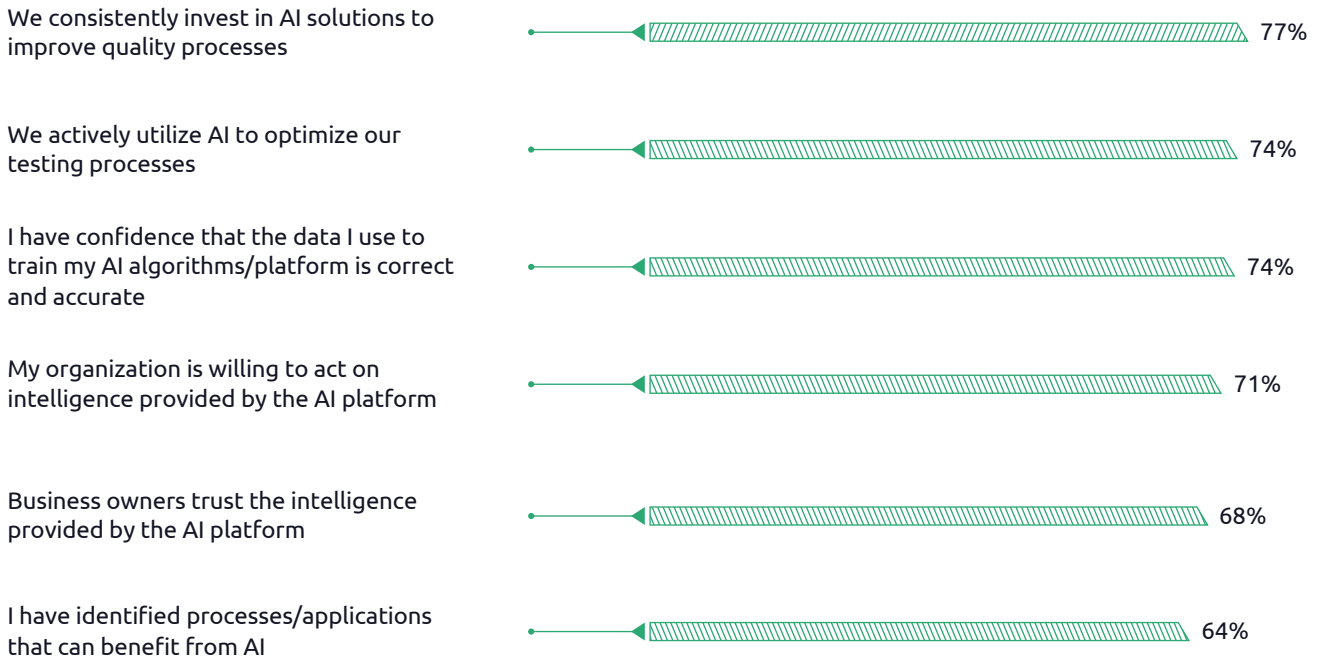 We consistently invest in AI solutions to
improve quality processes
77%
We actively utilize AI to optimize our
testing processes
74%
I have confidence that the data I use to
train my AI algorithms/platform is correct
and accurate
74%
My organization is willing to act on
intelligence provided by the AI platform
71%
Business owners trust the intelligence
provided by the AI platform
68%
I have identified processes/applications
that can benefit from AI
64%